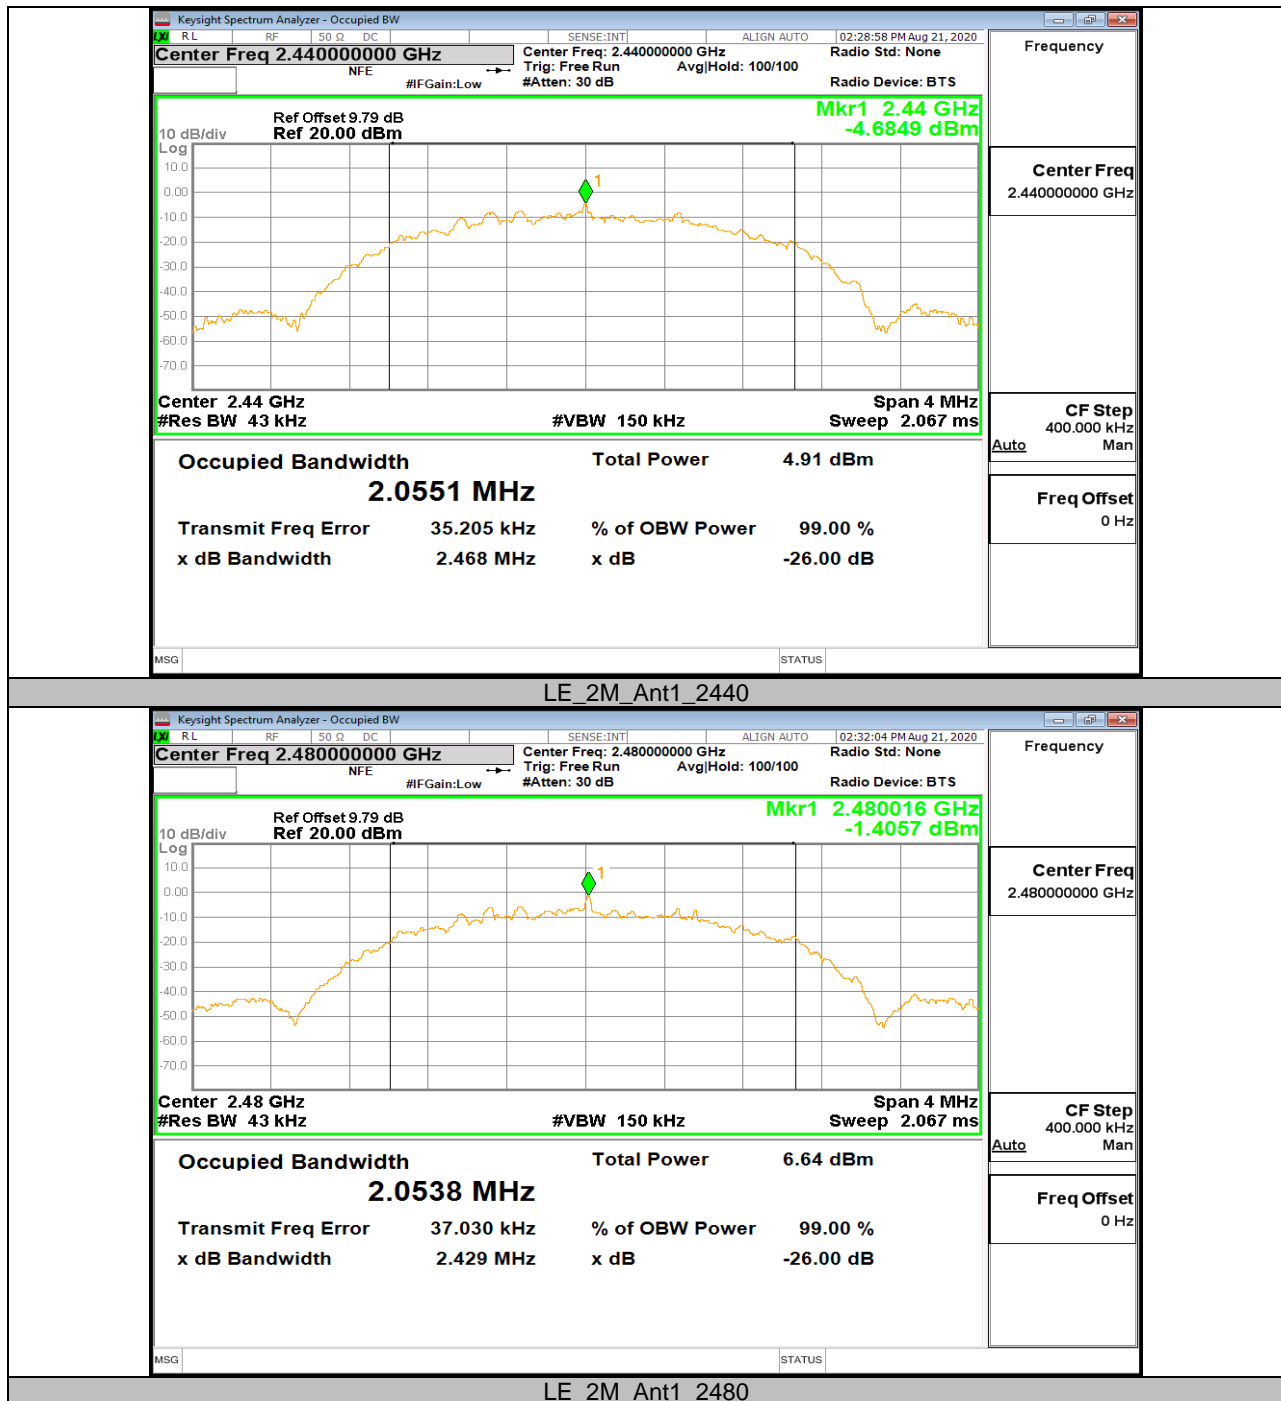 Keysight Spectrum Analyzer - Occupied BW
LXI RL RF 50 Ω DC SENSE:INT ALIGN AUTO 02:28:58 PM Aug 21, 2020
Center Freq 2.440000000 GHz Center Freq: 2.440000000 GHz Radio Std: None
NFE Trig: Free Run Avg|Hold: 100/100
#IFGain:Low #Atten: 30 dB Radio Device: BTS
Frequency
Mkr1 2.44 GHz
-4.6849 dBm
Ref Offset 9.79 dB
10 dB/div Ref 20.00 dBm
Log
10.0
0.00
-10.0
-20.0
-30.0
-40.0
-50.0
-60.0
-70.0
1
Center 2.44 GHz Span 4 MHz
#Res BW 43 kHz #VBW 150 kHz Sweep 2.067 ms
Occupied Bandwidth Total Power 4.91 dBm
2.0551 MHz
Transmit Freq Error 35.205 kHz % of OBW Power 99.00 %
x dB Bandwidth 2.468 MHz x dB -26.00 dB
Center Freq
2.440000000 GHz
CF Step
400.000 kHz
Auto Man
Freq Offset
0 Hz
MSG STATUS
LE_2M_Ant1_2440
Keysight Spectrum Analyzer - Occupied BW
LXI RL RF 50 Ω DC SENSE:INT ALIGN AUTO 02:32:04 PM Aug 21, 2020
Center Freq 2.480000000 GHz Center Freq: 2.480000000 GHz Radio Std: None
NFE Trig: Free Run Avg|Hold: 100/100
#IFGain:Low #Atten: 30 dB Radio Device: BTS
Frequency
Mkr1 2.480016 GHz
-1.4057 dBm
Ref Offset 9.79 dB
10 dB/div Ref 20.00 dBm
Log
10.0
0.00
-10.0
-20.0
-30.0
-40.0
-50.0
-60.0
-70.0
1
Center 2.48 GHz Span 4 MHz
#Res BW 43 kHz #VBW 150 kHz Sweep 2.067 ms
Occupied Bandwidth Total Power 6.64 dBm
2.0538 MHz
Transmit Freq Error 37.030 kHz % of OBW Power 99.00 %
x dB Bandwidth 2.429 MHz x dB -26.00 dB
Center Freq
2.480000000 GHz
CF Step
400.000 kHz
Auto Man
Freq Offset
0 Hz
MSG STATUS
LE_2M_Ant1_2480